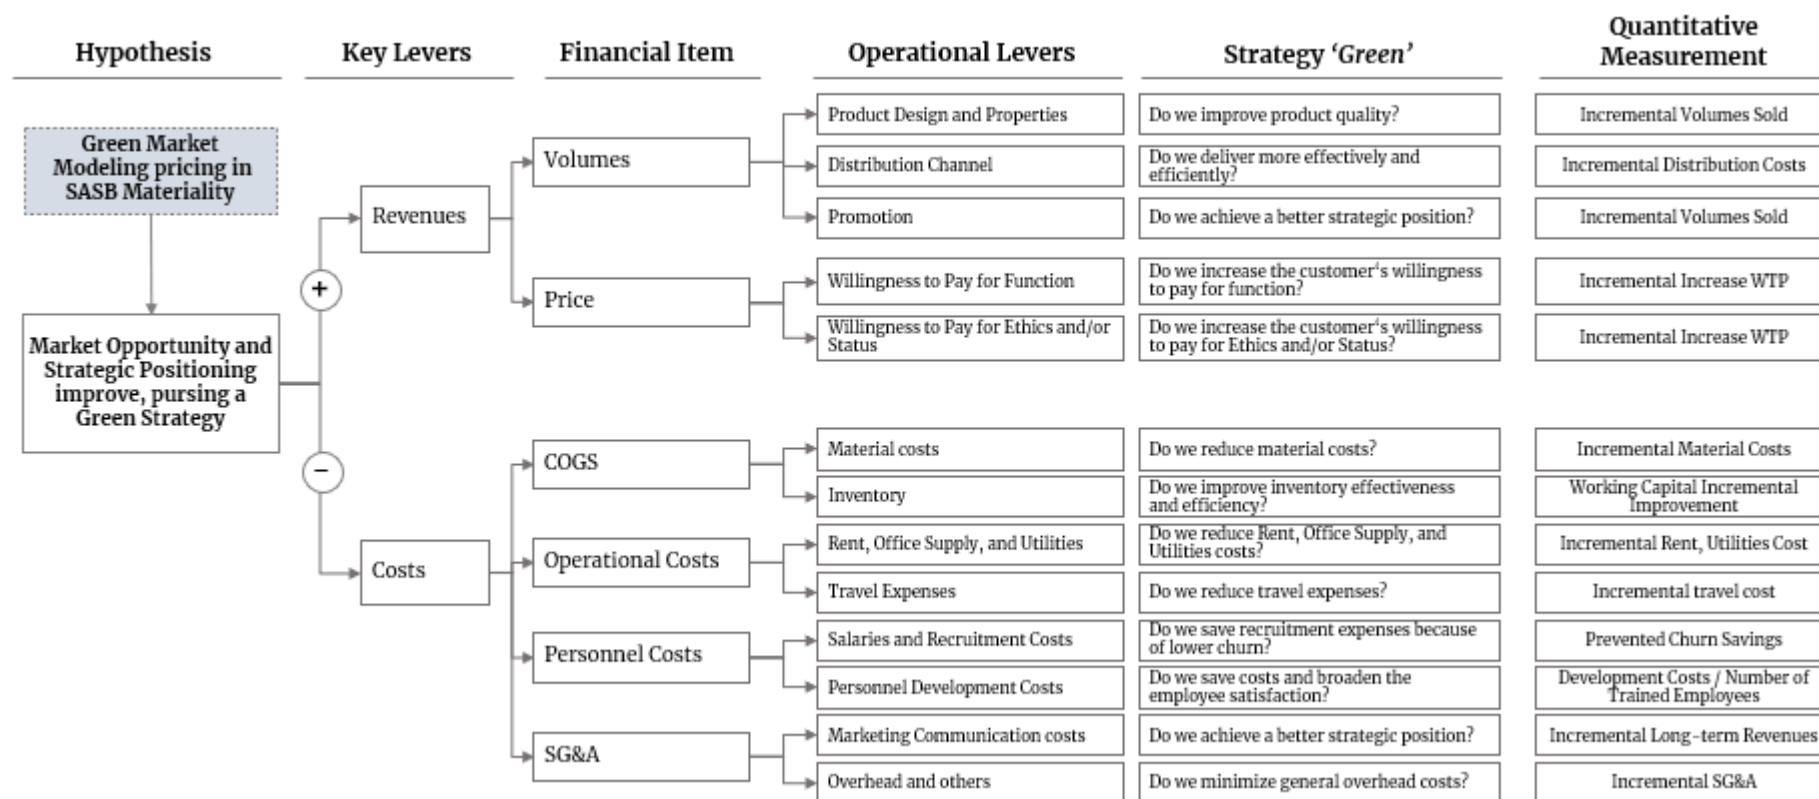 Hypothesis
Key Levers
Financial Item
Operational Levers
Strategy ‘Green’
Quantitative
Measurement
Green Market
Modeling pricing in
SASB Materiality
Market Opportunity and
Strategic Positioning
improve, pursing a
Green Strategy
+
−
Revenues
Costs
Volumes
Price
COGS
Operational Costs
Personnel Costs
SG&A
Product Design and Properties
Do we improve product quality?
Incremental Volumes Sold
Distribution Channel
Do we deliver more effectively and
efficiently?
Incremental Distribution Costs
Promotion
Do we achieve a better strategic position?
Incremental Volumes Sold
Willingness to Pay for Function
Do we increase the customer‘s willingness
to pay for function?
Incremental Increase WTP
Willingness to Pay for Ethics and/or
Status
Do we increase the customer‘s willingness
to pay for Ethics and/or Status?
Incremental Increase WTP
Material costs
Do we reduce material costs?
Incremental Material Costs
Inventory
Do we improve inventory effectiveness
and efficiency?
Working Capital Incremental
Improvement
Rent, Office Supply, and Utilities
Do we reduce Rent, Office Supply, and
Utilities costs?
Incremental Rent, Utilities Cost
Travel Expenses
Do we reduce travel expenses?
Incremental travel cost
Salaries and Recruitment Costs
Do we save recruitment expenses because
of lower churn?
Prevented Churn Savings
Personnel Development Costs
Do we save costs and broaden the
employee satisfaction?
Development Costs / Number of
Trained Employees
Marketing Communication costs
Do we achieve a better strategic position?
Incremental Long-term Revenues
Overhead and others
Do we minimize general overhead costs?
Incremental SG&A